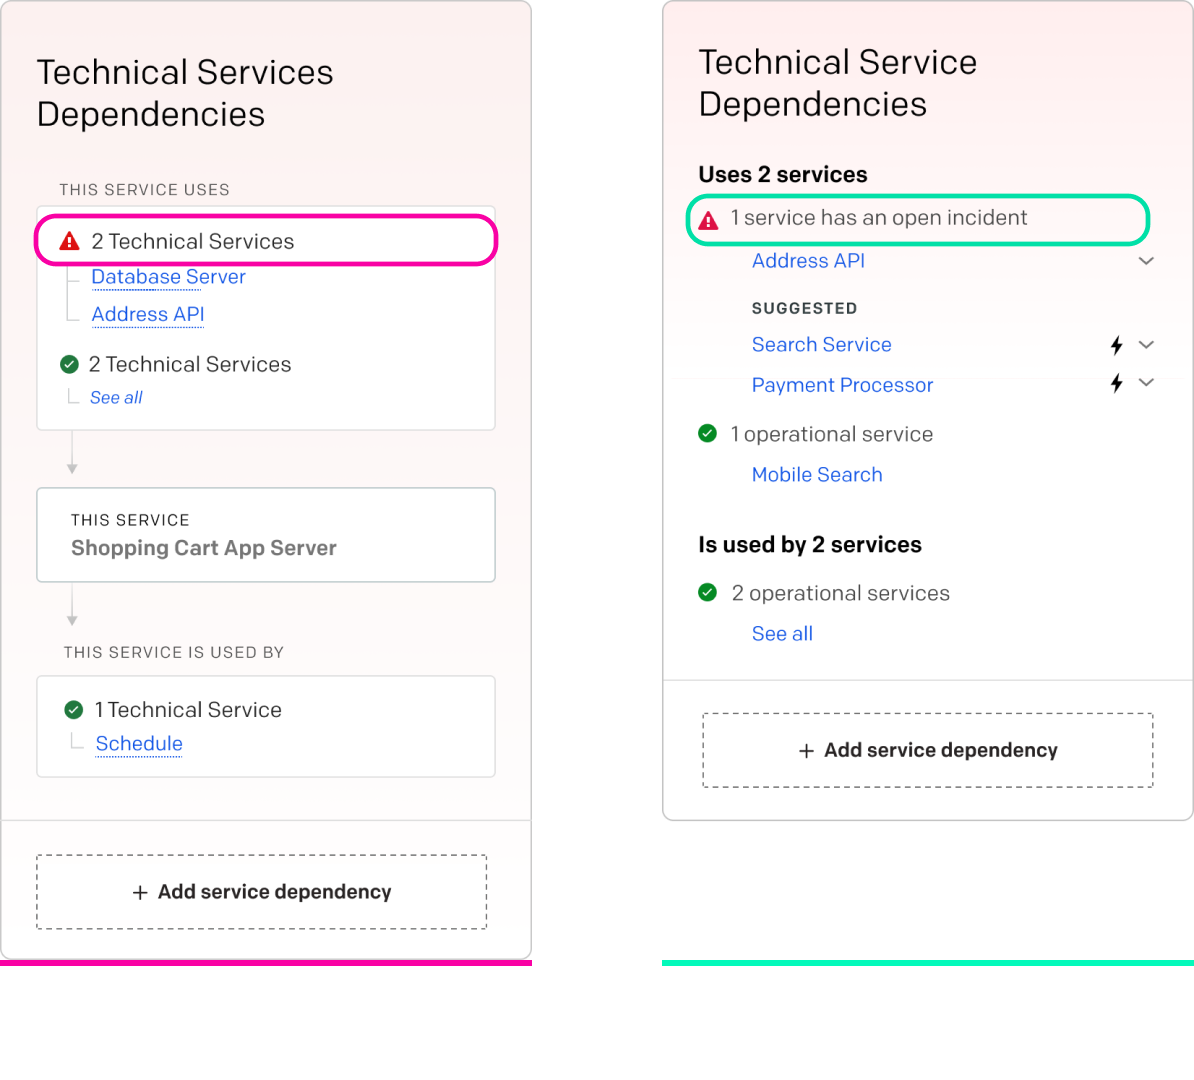 Technical Services
Dependencies
THIS SERVICE USES
2 Technical Services
Database Server
Address API
2 Technical Services
See all
THIS SERVICE
Shopping Cart App Server
THIS SERVICE IS USED BY
1 Technical Service
Schedule
+ Add service dependency
Technical Service
Dependencies
Uses 2 services
1 service has an open incident
Address API
SUGGESTED
Search Service
Payment Processor
1 operational service
Mobile Search
Is used by 2 services
2 operational services
See all
+ Add service dependency